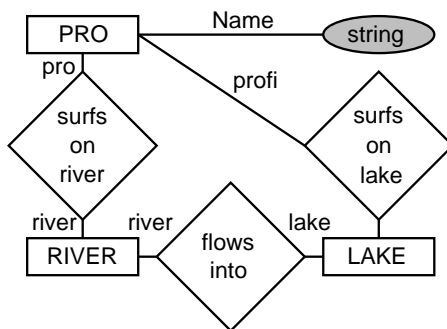 Name
PRO
string
pro
profi
surfs
on
river
surfs
on
lake
river
river
lake
RIVER
flows
into
LAKE